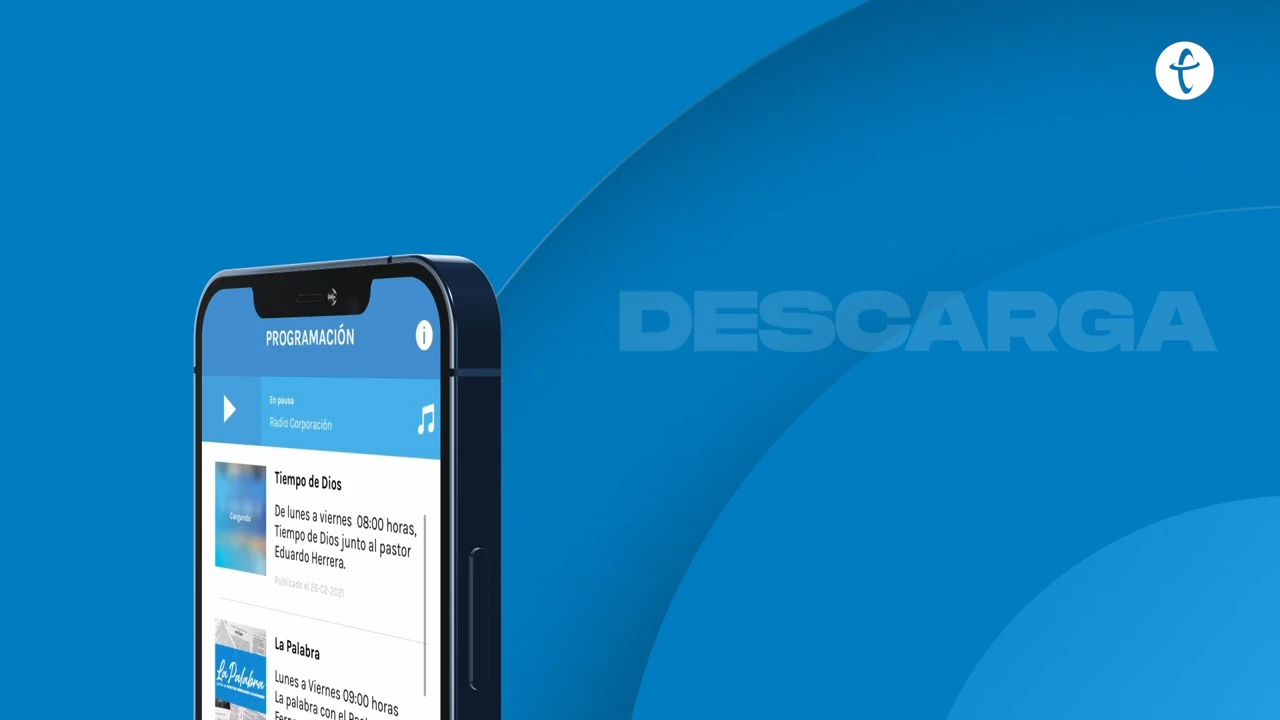 DESCARGA
PROGRAMACIÓN
i
En pausa
Radio Corporación
Cargando
Tiempo de Dios
De lunes a viernes 08:00 horas,
Tiempo de Dios junto al pastor
Eduardo Herrera.
Publicado el 26-02-2021
La Palabra
La Palabra
Lunes a Viernes 09:00 horas
La palabra con el